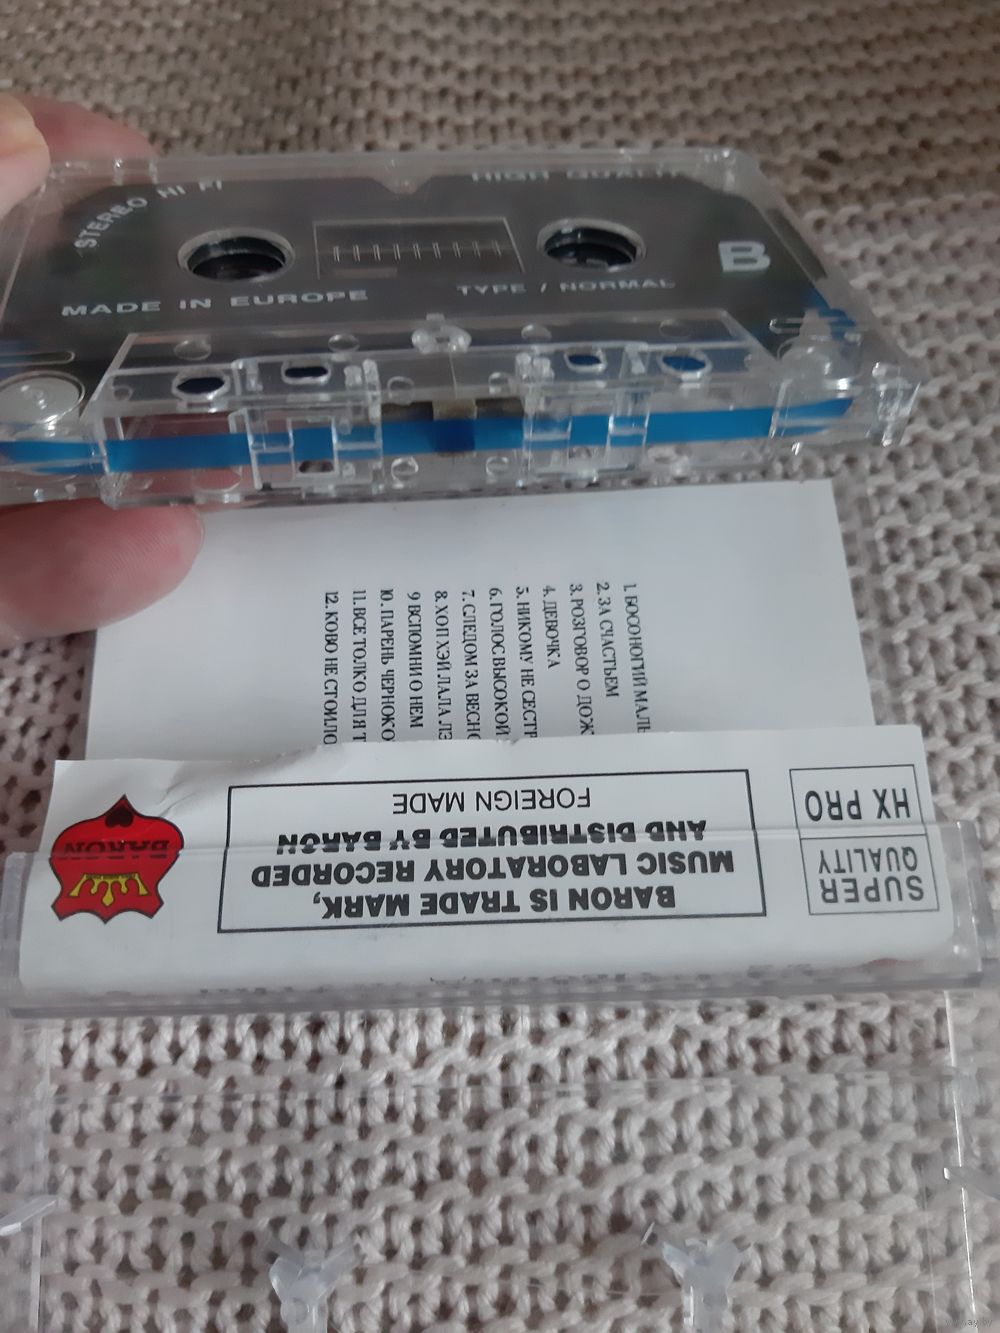 STEREO HI FI
HIGH QUALITY
B
MADE IN EUROPE
TYPE / NORMAL
1. БОСОНОГИЙ МАЛЬ
2. ЗА СЧАСТЬЕМ
3. РОЗГОВОР О ДОЖ
4. ДЕВОЧКА
5. НИКОМУ НЕ СЕСТР
6. ГОЛОС ВЫСОКОЙ
7. СЛЕДОМ ЗА ВЕСНО
8. ХОП ХЭЙ ЛАЛА ЛЭ
9 ВСПОМНИ О НЕМ
10. ПАРЕНЬ ЧЕРНОКО
11. ВСЕ ТОЛКО ДЛЯ Т
12. КОВО НЕ СТОИЛО
SUPER
QUALITY
HX PRO
BARON IS TRADE MARK,
MUSIC LABORATORY RECORDED
AND DISTRIBUTED BY BARON
FOREIGN MADE
BARON